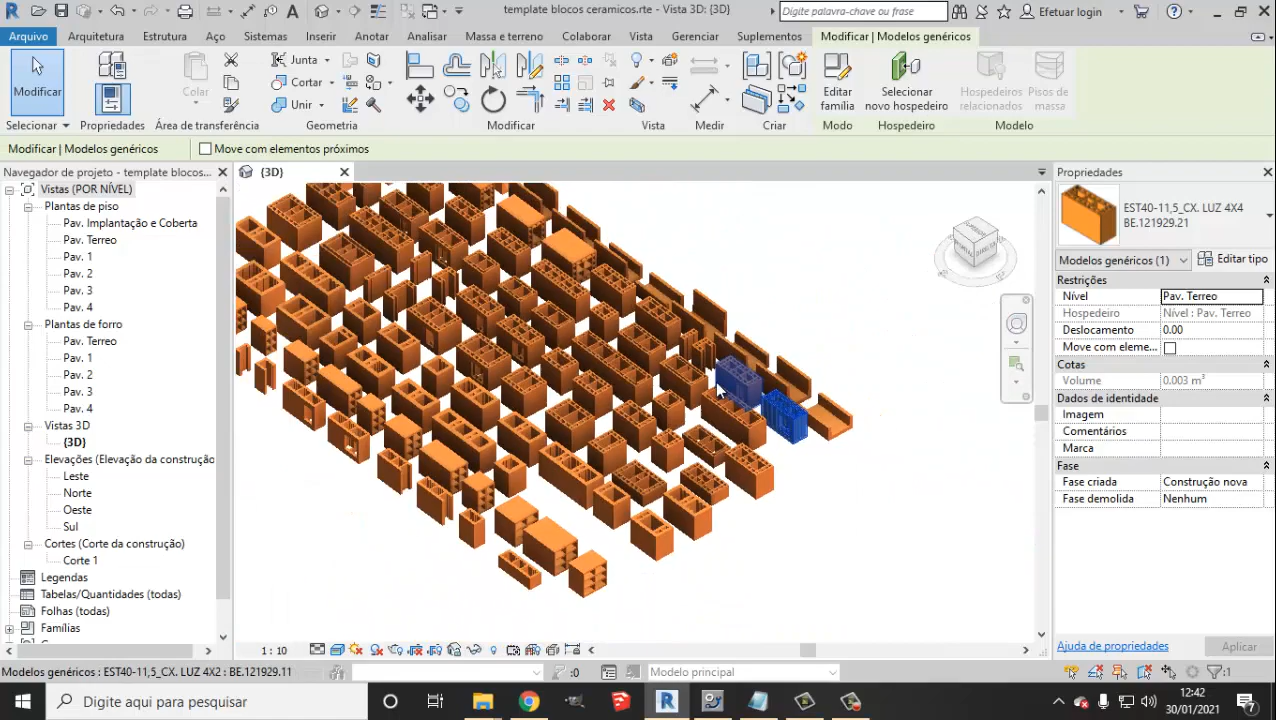 template blocos ceramicos.rte - Vista 3D: {3D}
Digite palavra-chave ou frase
Efetuar login
Arquivo Arquitetura Estrutura Aço Sistemas Inserir Anotar Analisar Massa e terreno Colaborar Vista Gerenciar Suplementos Modificar | Modelos genéricos
Modificar
Colar
Junta
Cortar
Unir
Editar família
Selecionar novo hospedeiro
Hospedeiros relacionados
Pisos de massa
Selecionar Propriedades Área de transferência Geometria Modificar Vista Medir Criar Modo Hospedeiro Modelo
Modificar | Modelos genéricos Move com elementos próximos
Navegador de projeto - template blocos...
Vistas (POR NÍVEL)
Plantas de piso
Pav. Implantação e Coberta
Pav. Terreo
Pav. 1
Pav. 2
Pav. 3
Pav. 4
Plantas de forro
Pav. Terreo
Pav. 1
Pav. 2
Pav. 3
Pav. 4
Vistas 3D
{3D}
Elevações (Elevação da construção
Leste
Norte
Oeste
Sul
Cortes (Corte da construção)
Corte 1
Legendas
Tabelas/Quantidades (todas)
Folhas (todas)
Famílias
{3D}
1 : 10
Propriedades
EST40-11,5_CX. LUZ 4X4
BE.121929.21
Modelos genéricos (1) Editar tipo
Restrições
Nível Pav. Terreo
Hospedeiro Nível : Pav. Terreo
Deslocamento 0.00
Move com eleme...
Cotas
Volume 0.003 m³
Dados de identidade
Imagem
Comentários
Marca
Fase
Fase criada Construção nova
Fase demolida Nenhum
Ajuda de propriedades Aplicar
Modelos genéricos : EST40-11,5_CX. LUZ 4X2 : BE.121929.11 :0 Modelo principal :1
Digite aqui para pesquisar
12:42
30/01/2021
7